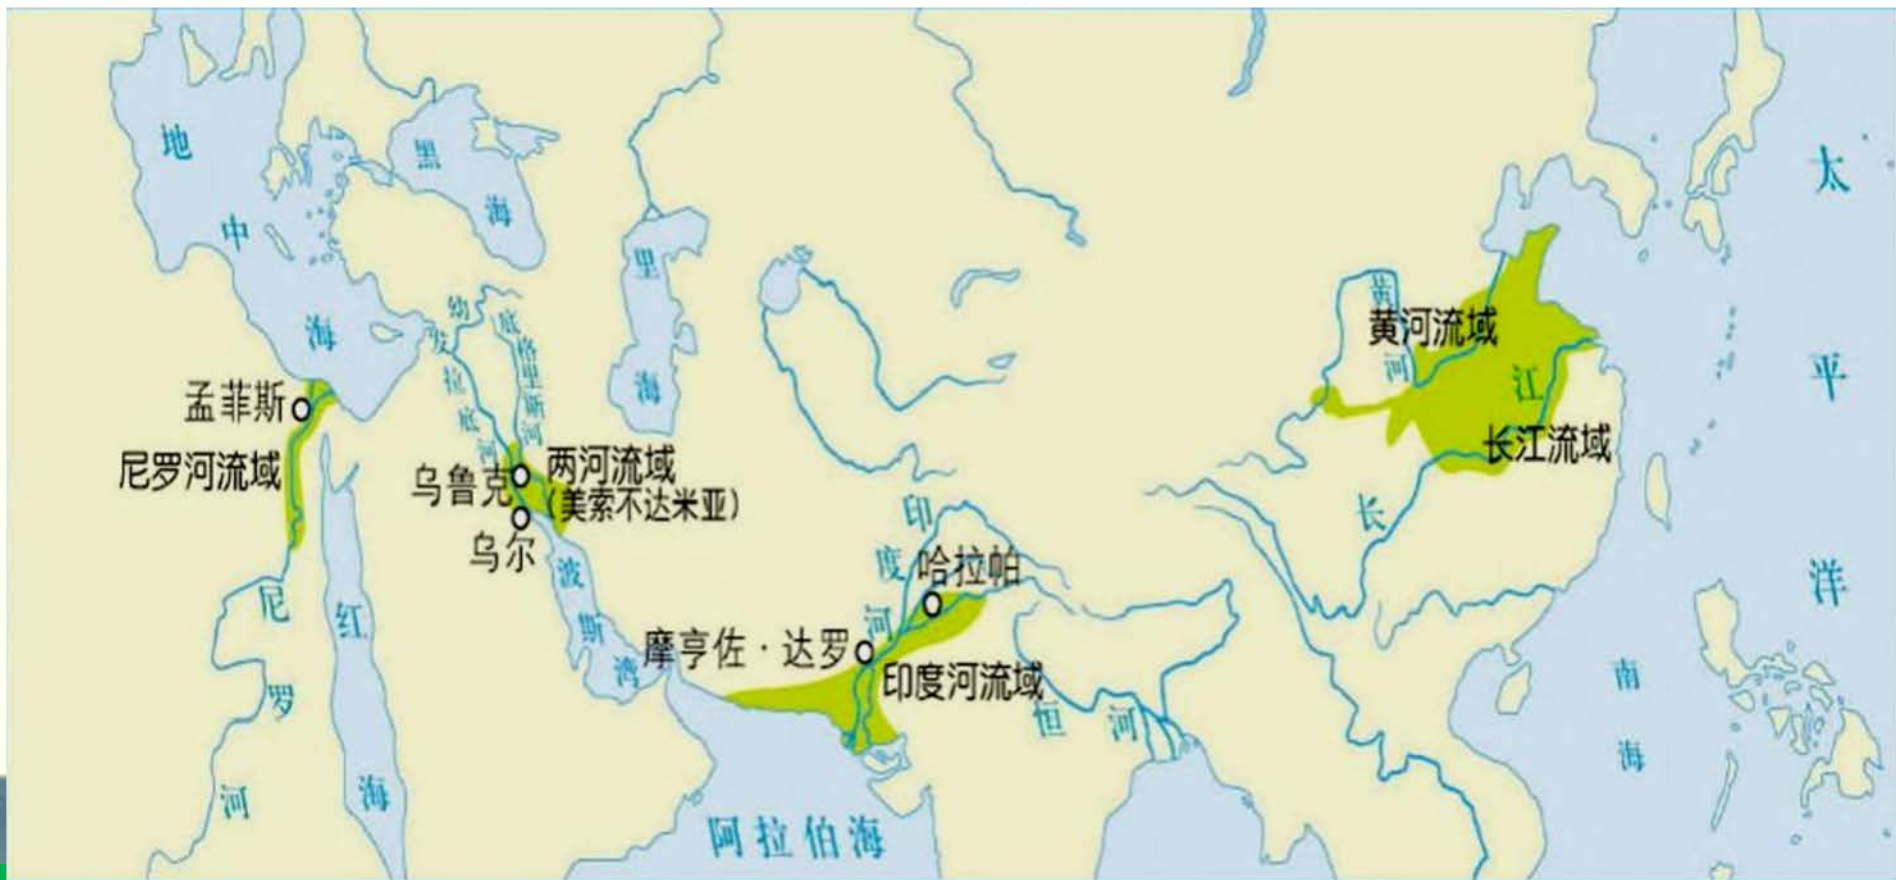 地中海
黑海
里海
太平洋
幼发拉底河
底格里斯河
黄河
黄河流域
孟菲斯
尼罗河流域
乌鲁克
两河流域
(美索不达米亚)
乌尔
长江
长江流域
波斯湾
印度河
哈拉帕
摩亨佐·达罗
印度河流域
恒河
尼罗河
红海
阿拉伯海
南海